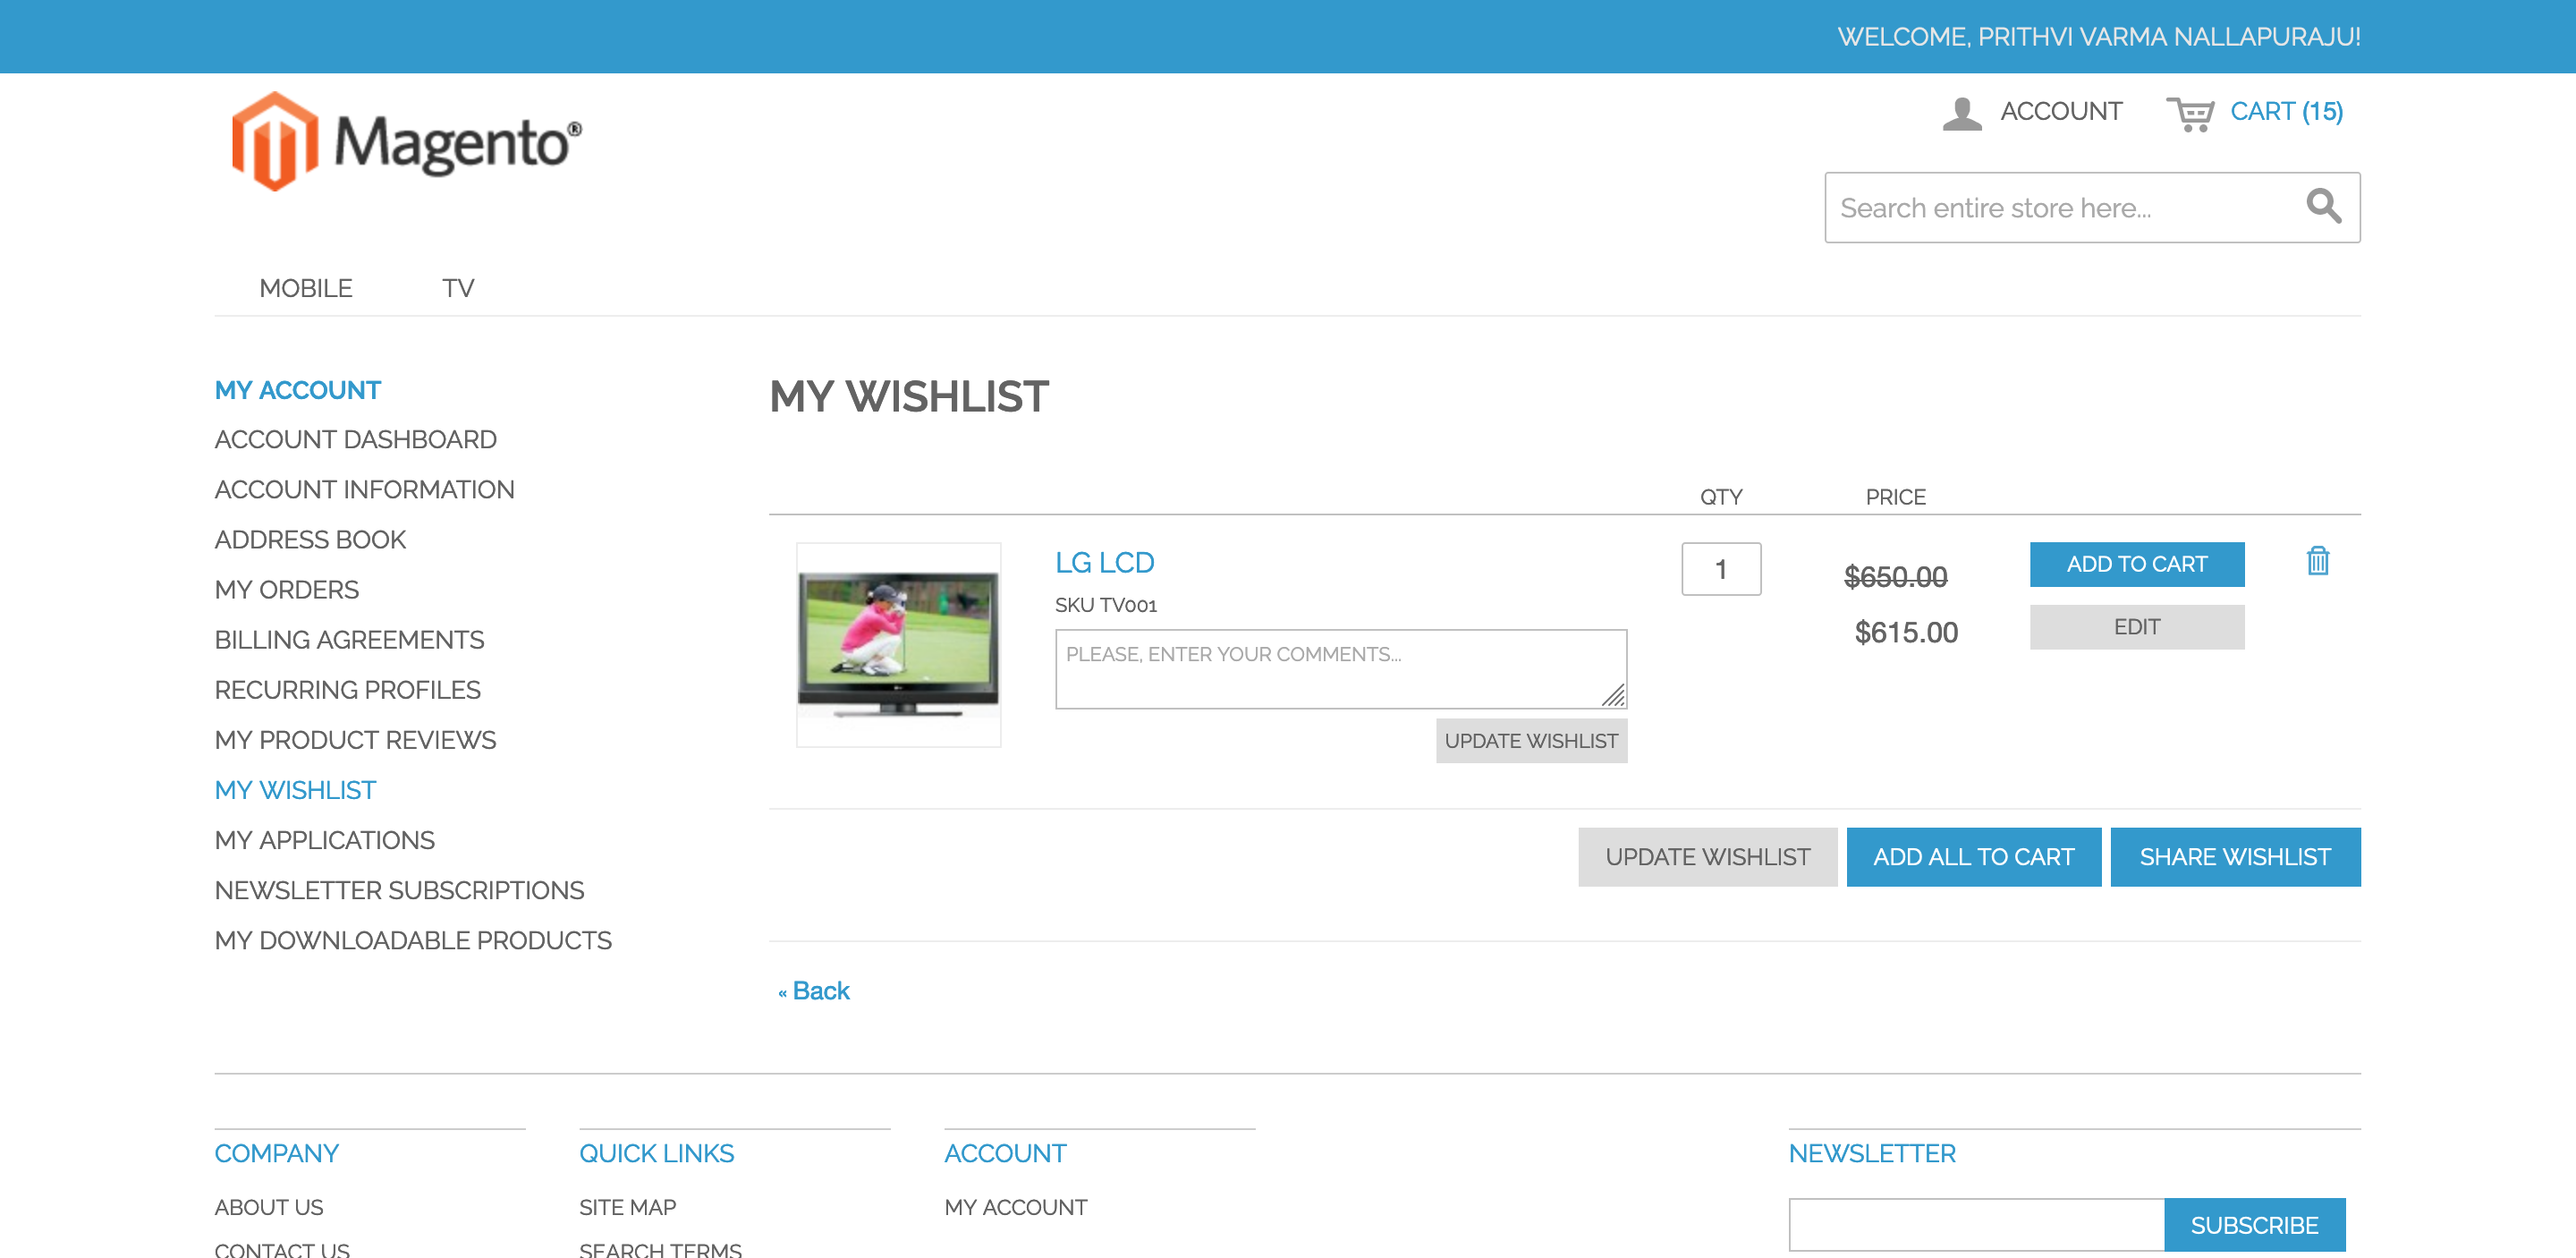 WELCOME, PRITHVI VARMA NALLAPURAJU!
Magento®
ACCOUNT
CART (15)
Search entire store here...
MOBILE
TV
MY ACCOUNT
ACCOUNT DASHBOARD
ACCOUNT INFORMATION
ADDRESS BOOK
MY ORDERS
BILLING AGREEMENTS
RECURRING PROFILES
MY PRODUCT REVIEWS
MY WISHLIST
MY APPLICATIONS
NEWSLETTER SUBSCRIPTIONS
MY DOWNLOADABLE PRODUCTS
MY WISHLIST
QTY PRICE
LG LCD
SKU TV001
PLEASE, ENTER YOUR COMMENTS...
UPDATE WISHLIST
1
$650.00
$615.00
ADD TO CART
EDIT
UPDATE WISHLIST
ADD ALL TO CART
SHARE WISHLIST
« Back
COMPANY
ABOUT US
CONTACT US
QUICK LINKS
SITE MAP
SEARCH TERMS
ACCOUNT
MY ACCOUNT
NEWSLETTER
SUBSCRIBE